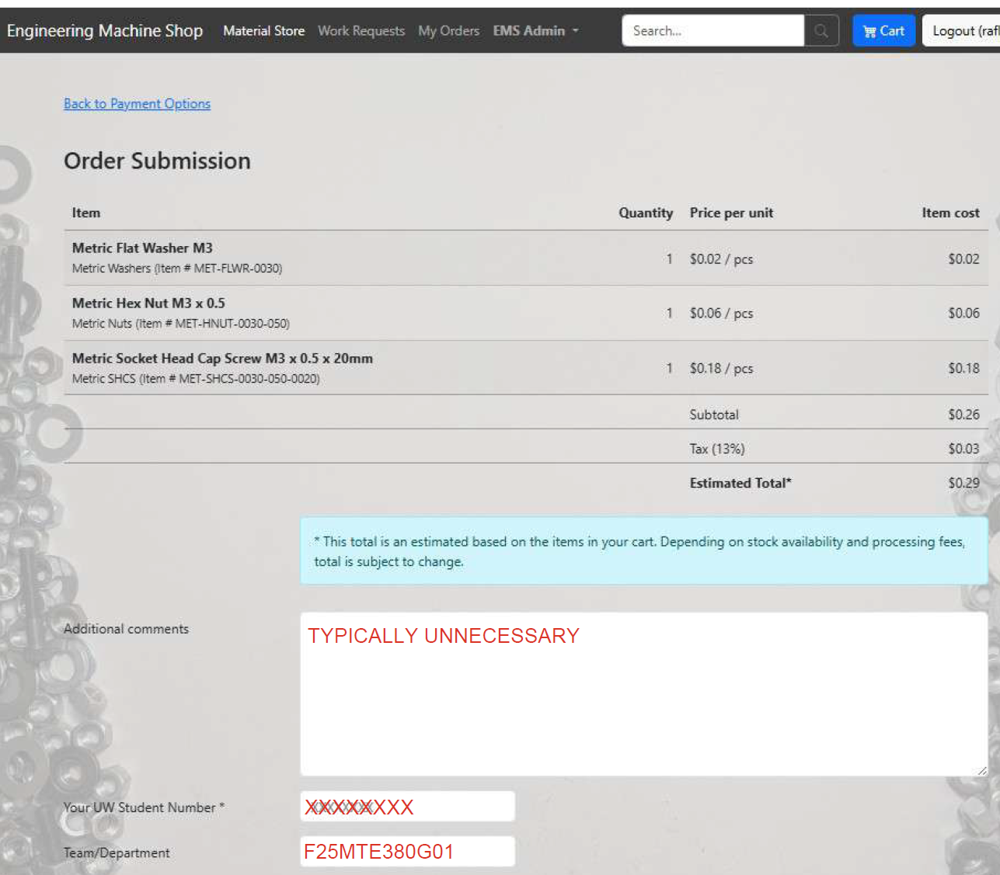 Engineering Machine Shop Material Store Work Requests My Orders EMS Admin Search... Cart Logout (rafl
Back to Payment Options
Order Submission
Item Quantity Price per unit Item cost
Metric Flat Washer M3
Metric Washers (Item # MET-FLWR-0030)
1 $0.02 / pcs $0.02
Metric Hex Nut M3 x 0.5
Metric Nuts (Item # MET-HNUT-0030-050)
1 $0.06 / pcs $0.06
Metric Socket Head Cap Screw M3 x 0.5 x 20mm
Metric SHCS (Item # MET-SHCS-0030-050-0020)
1 $0.18 / pcs $0.18
Subtotal $0.26
Tax (13%) $0.03
Estimated Total* $0.29
* This total is an estimated based on the items in your cart. Depending on stock availability and processing fees,
total is subject to change.
Additional comments
TYPICALLY UNNECESSARY
Your UW Student Number * XXXXXXXX
Team/Department F25MTE380G01